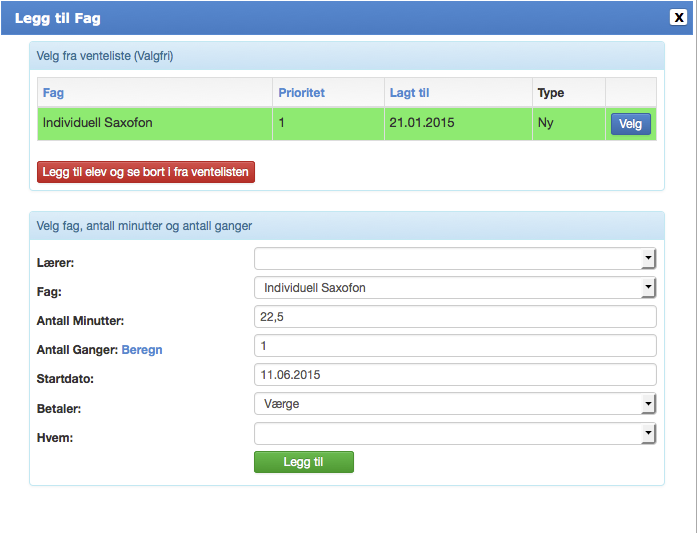 Legg til Fag X
Velg fra venteliste (Valgfri)
Fag Prioritet Lagt til Type
Individuell Saxofon 1 21.01.2015 Ny Velg
Legg til elev og se bort i fra ventelisten
Velg fag, antall minutter og antall ganger
Lærer:
Fag: Individuell Saxofon
Antall Minutter: 22,5
Antall Ganger: Beregn 1
Startdato: 11.06.2015
Betaler: Værge
Hvem:
Legg til